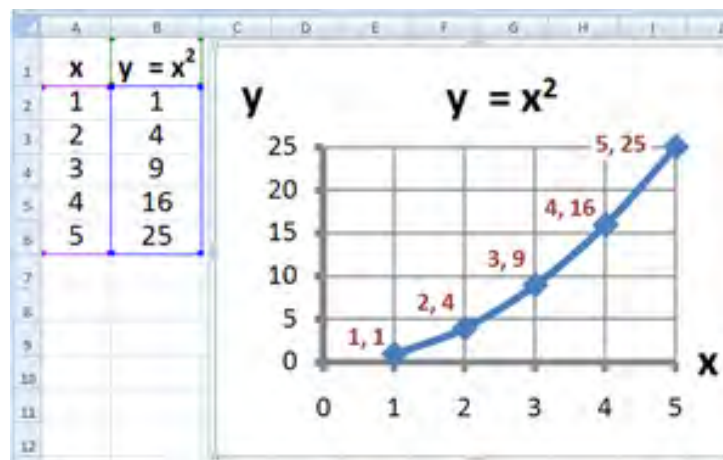 A B C D E F G H I
1 x y = x²
2 1 1
3 2 4
4 3 9
5 4 16
6 5 25
7
8
9
10
11
12
y y = x²
25 5, 25
20
4, 16
15
3, 9
10
2, 4
5
1, 1
0 x
0 1 2 3 4 5